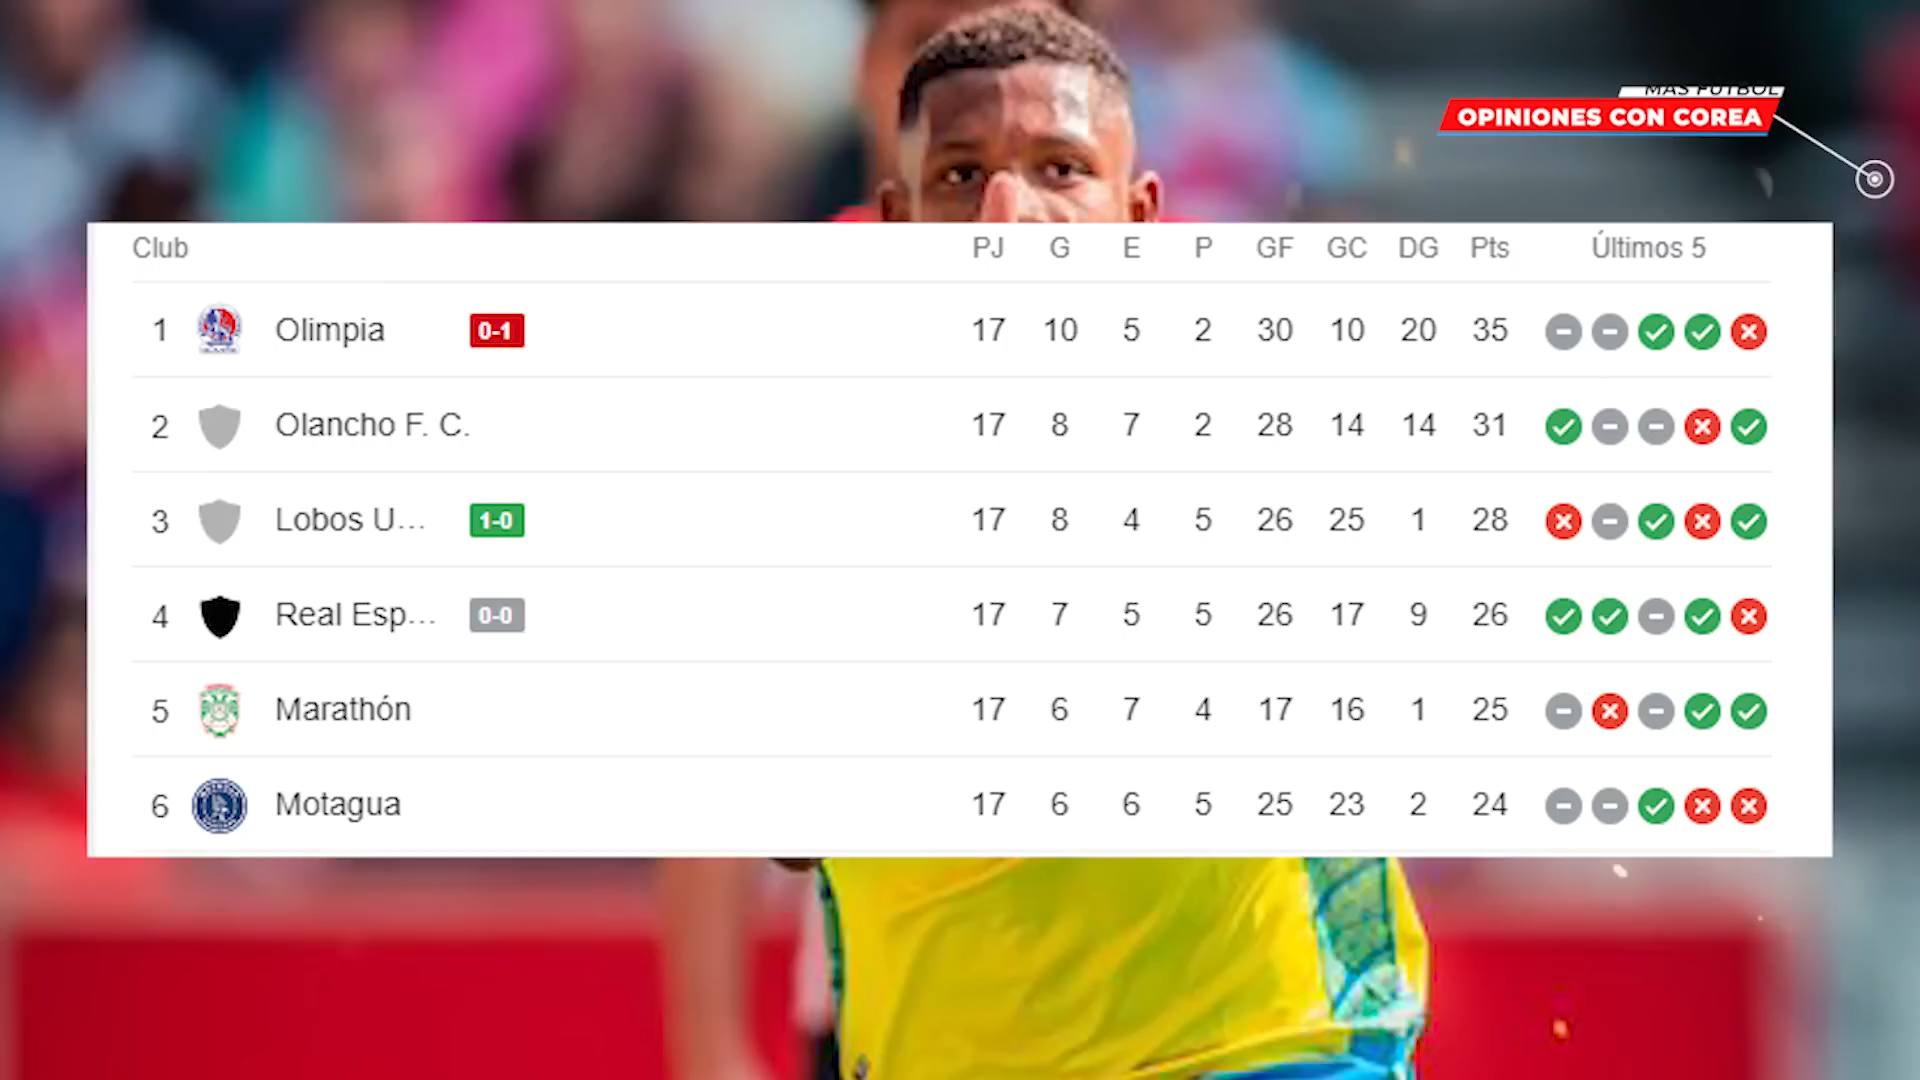 MAS FUTBOL
OPINIONES CON COREA
Club PJ G E P GF GC DG Pts Últimos 5
1 Olimpia 0-1 17 10 5 2 30 10 20 35
2 Olancho F. C. 17 8 7 2 28 14 14 31
3 Lobos U... 1-0 17 8 4 5 26 25 1 28
4 Real Esp... 0-0 17 7 5 5 26 17 9 26
5 Marathón 17 6 7 4 17 16 1 25
6 Motagua 17 6 6 5 25 23 2 24